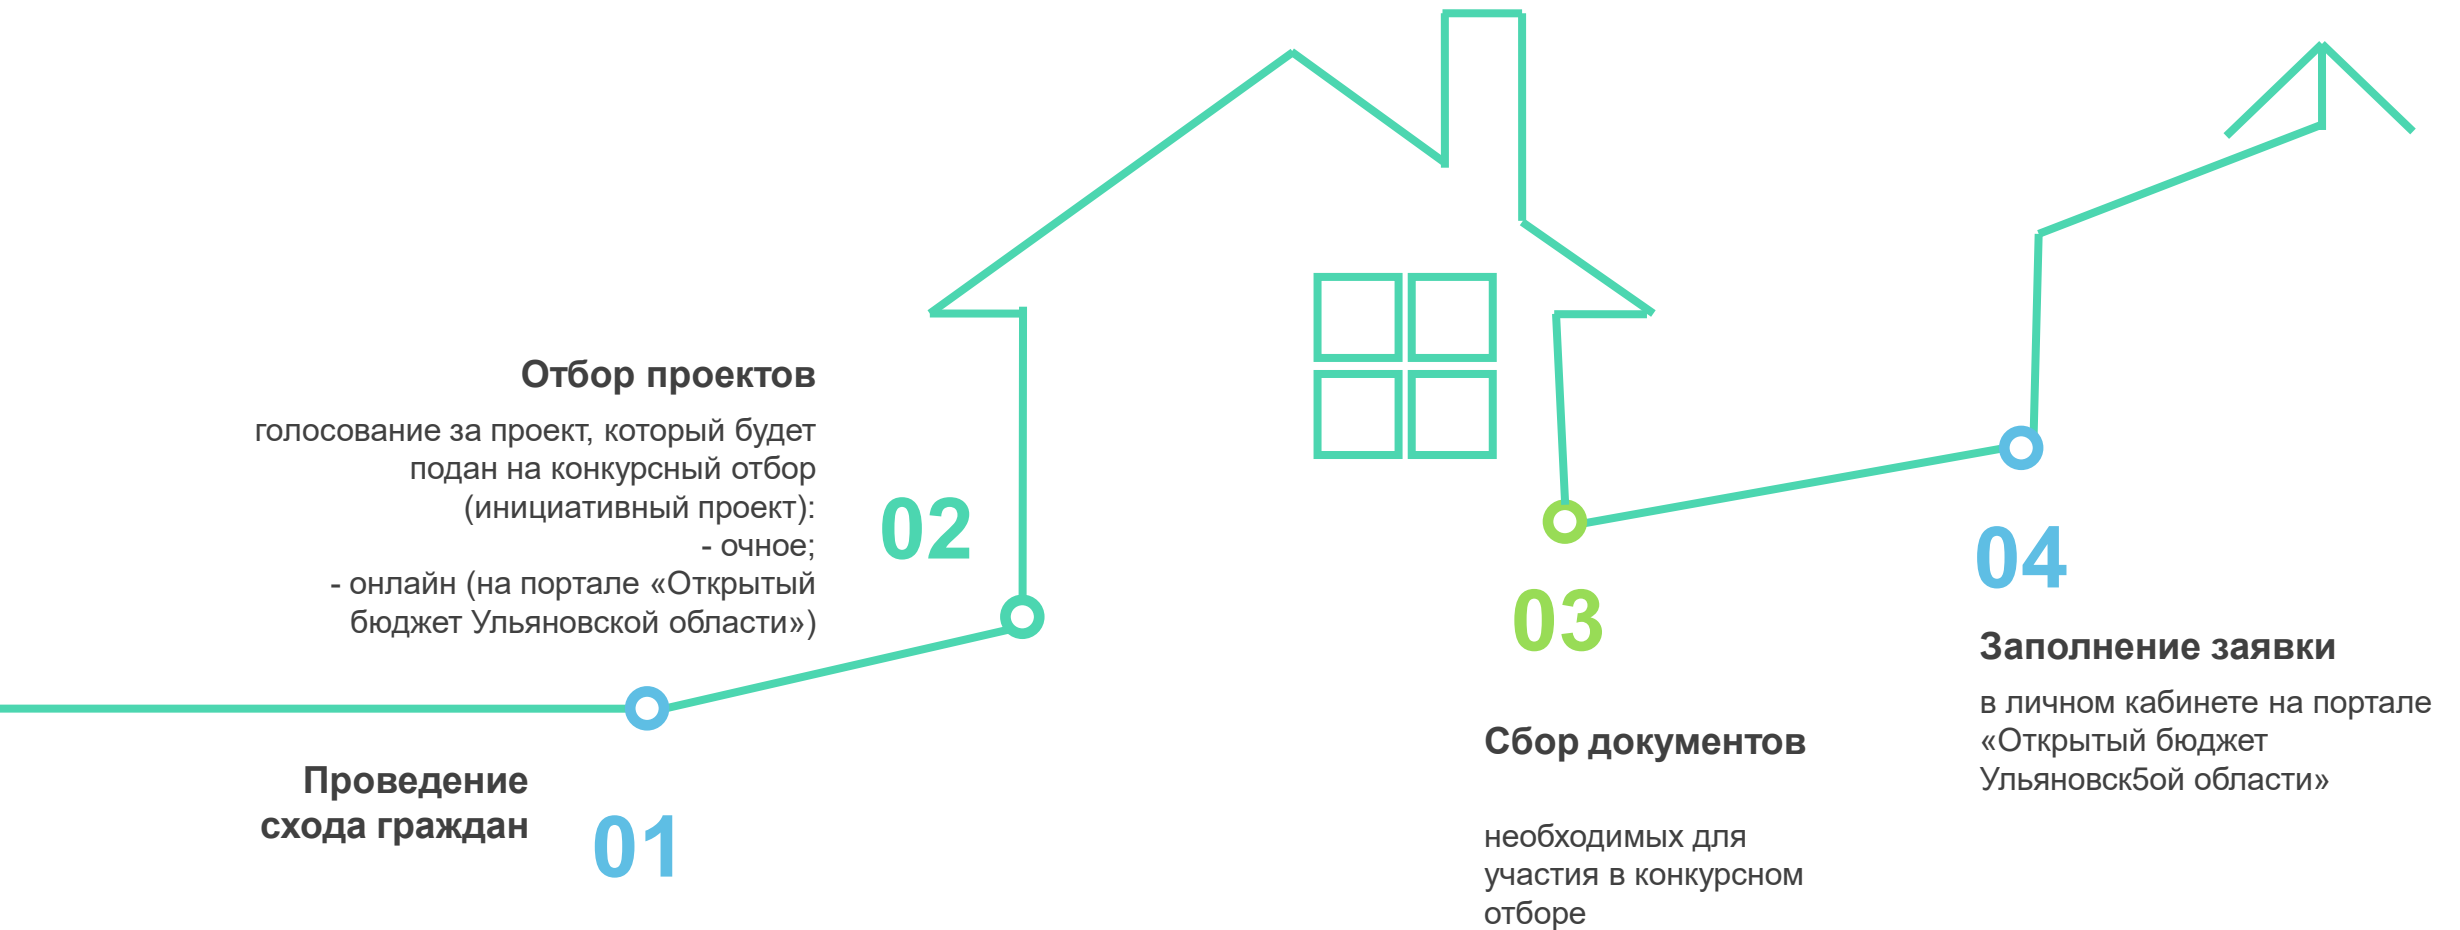 Проведение
схода граждан
01
Отбор проектов
голосование за проект, который будет
подан на конкурсный отбор
(инициативный проект):
- очное;
- онлайн (на портале «Открытый
бюджет Ульяновской области»)
02
03
Сбор документов
необходимых для
участия в конкурсном
отборе
04
Заполнение заявки
в личном кабинете на портале
«Открытый бюджет
Ульяновск5ой области»